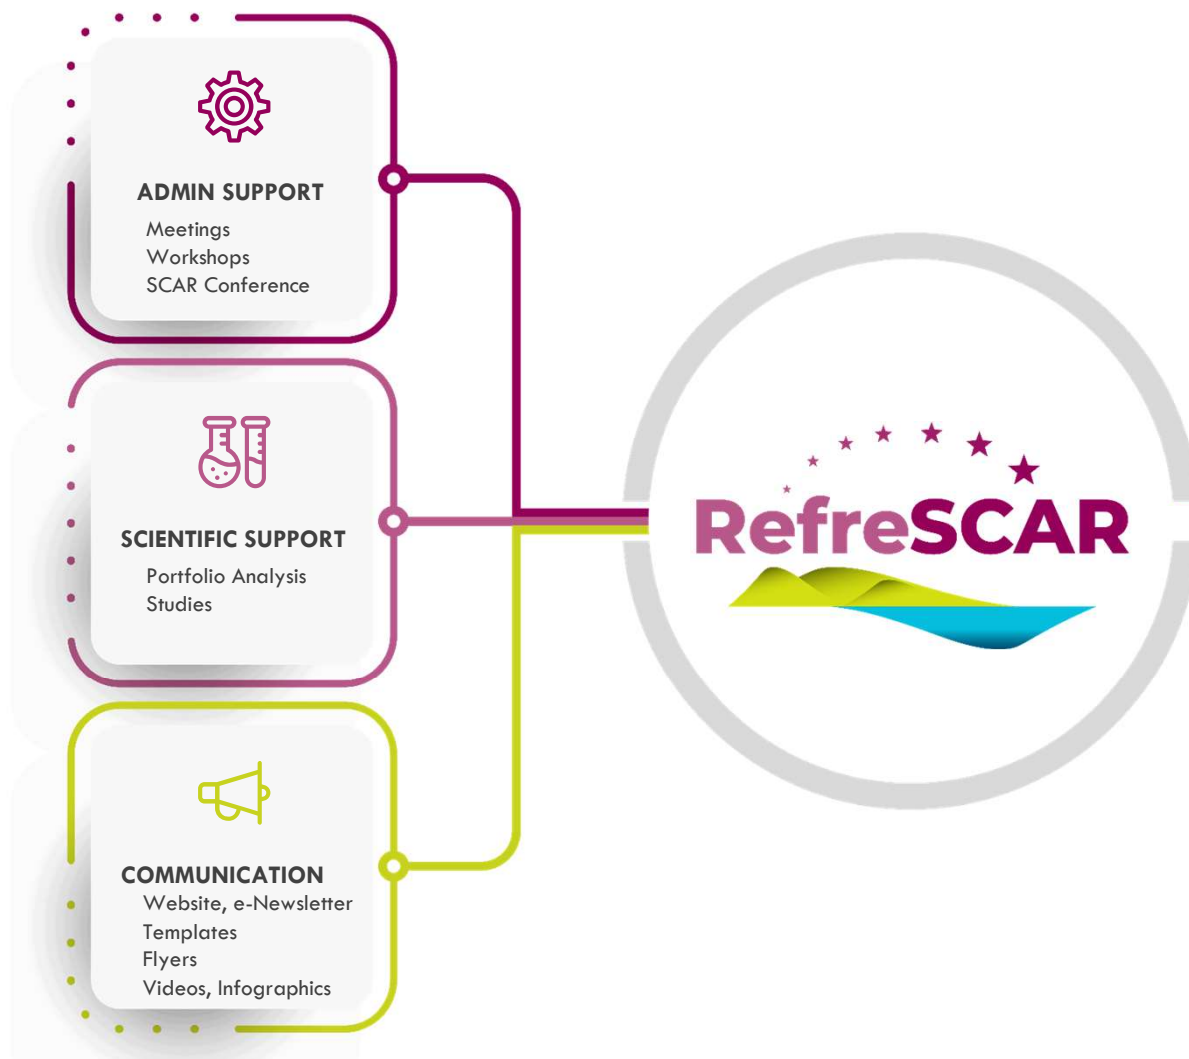 ADMIN SUPPORT
Meetings
Workshops
SCAR Conference
SCIENTIFIC SUPPORT
Portfolio Analysis
Studies
COMMUNICATION
Website, e-Newsletter
Templates
Flyers
Videos, Infographics
RefreSCAR